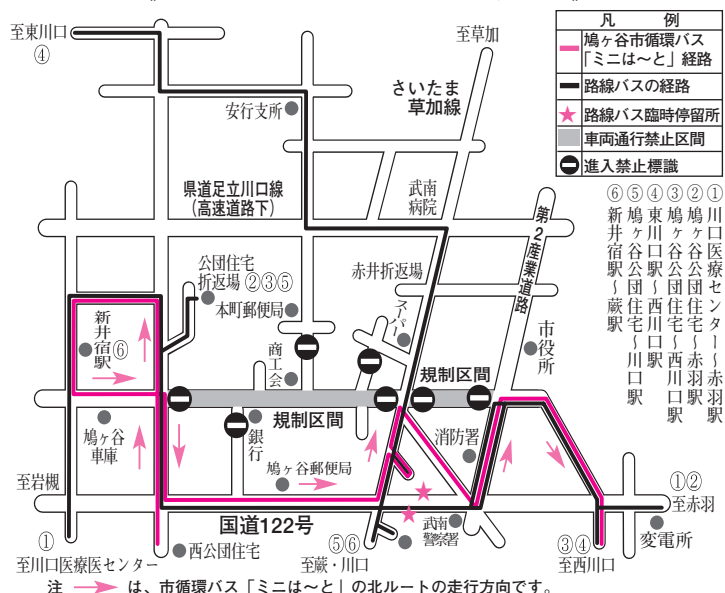 至東川口
④
至草加
さいたま
草加線
安行支所
県道足立川口線
(高速道路下)
武南
病院
第2産業道路
公団住宅
折返場②③⑤
本町郵便局
赤井折返場
スーパー
市役所
新井宿駅⑥
商工会
規制区間
規制区間
鳩ヶ谷
車庫
銀行
消防署
鳩ヶ谷郵便局
至岩槻
国道122号
武南
警察署
①②
至赤羽
変電所
①
至川口医療医センター
西公団住宅
⑤⑥
至蕨・川口
③④
至西川口
注 → は、市循環バス「ミニは〜と」の北ルートの走行方向です。
凡 例
鳩ヶ谷市循環バス
「ミニは〜と」経路
路線バスの経路
路線バス臨時停留所
車両通行禁止区間
進入禁止標識
①川口医療センター〜赤羽駅
②鳩ヶ谷公団住宅〜赤羽駅
③鳩ヶ谷公団住宅〜西川口駅
④東川口駅〜西川口駅
⑤鳩ヶ谷公団住宅〜川口駅
⑥新井宿駅〜蕨駅